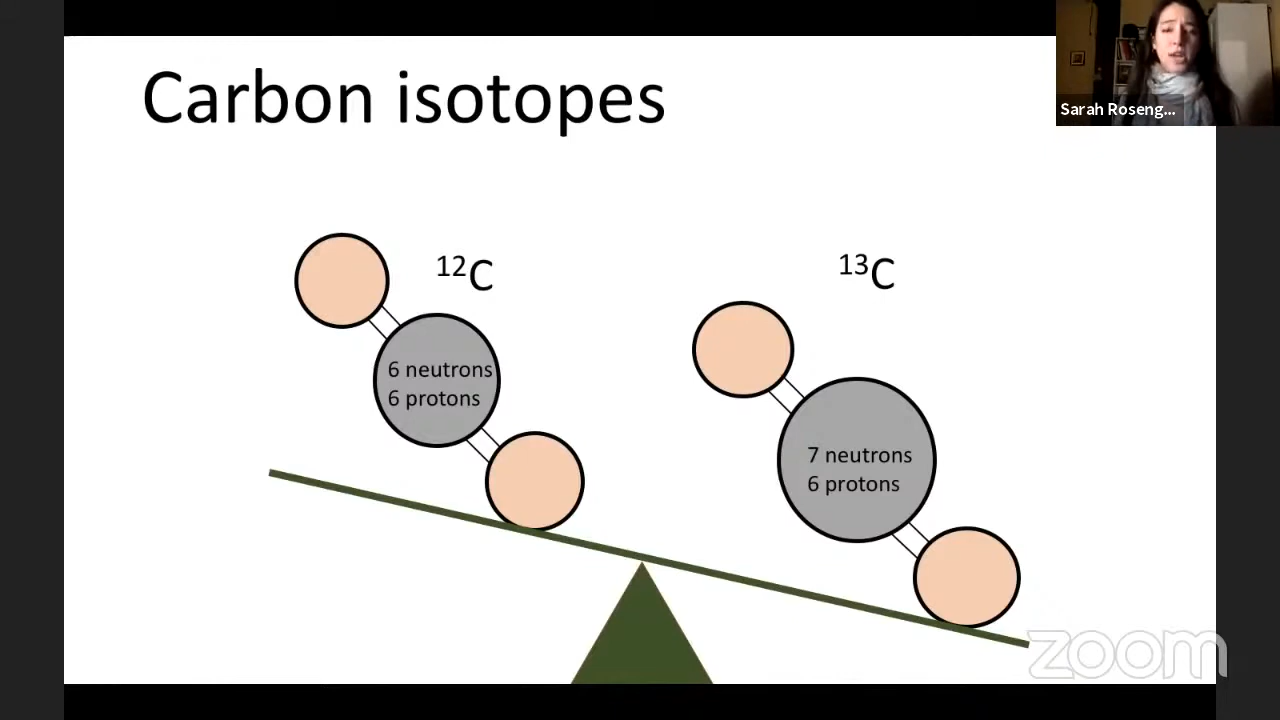 Carbon isotopes
Sarah Roseng...
¹²C
¹³C
6 neutrons
6 protons
7 neutrons
6 protons
zoom